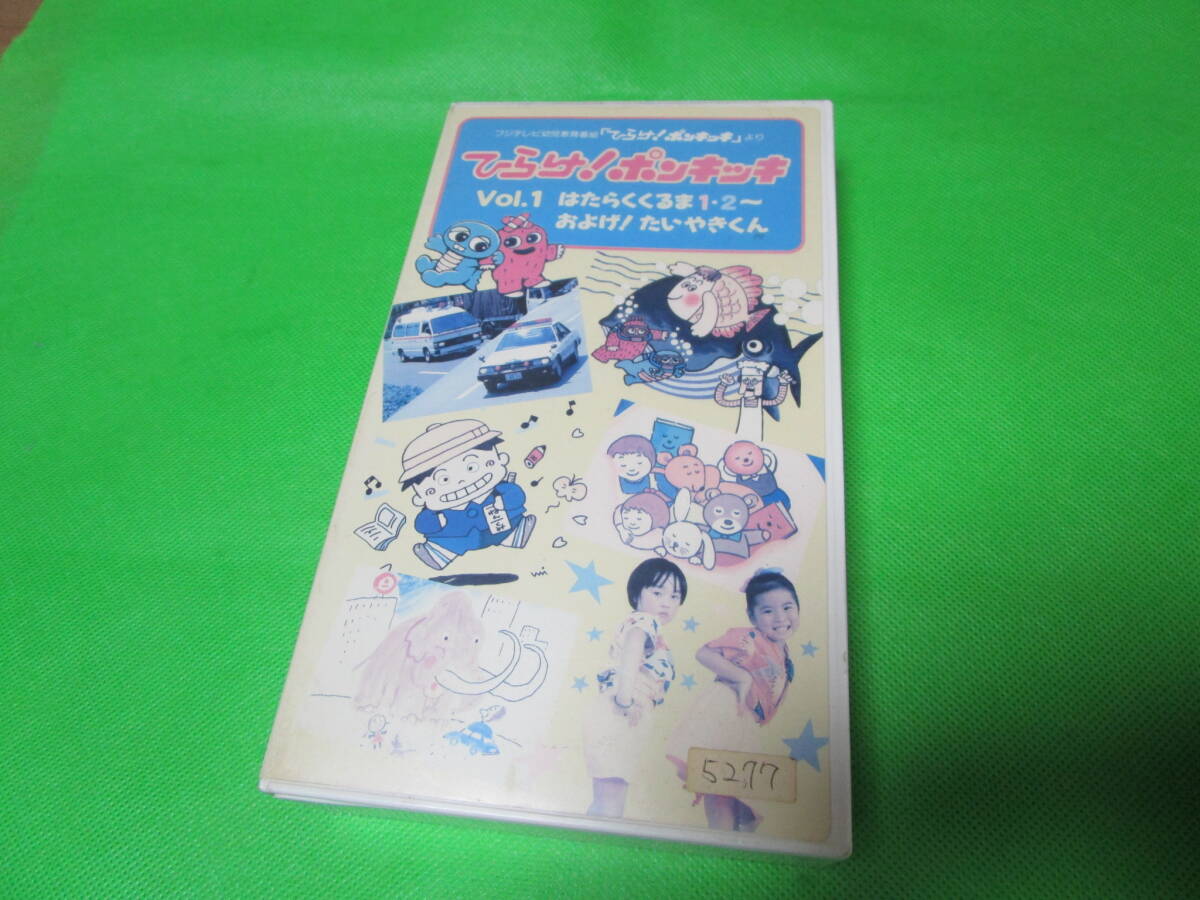 フジテレビ幼児教育番組「ひらけ!ポンキッキ」より
ひらけ!ポンキッキ
Vol.1 はたらくくるま1・2〜
およげ!たいやきくん
5277